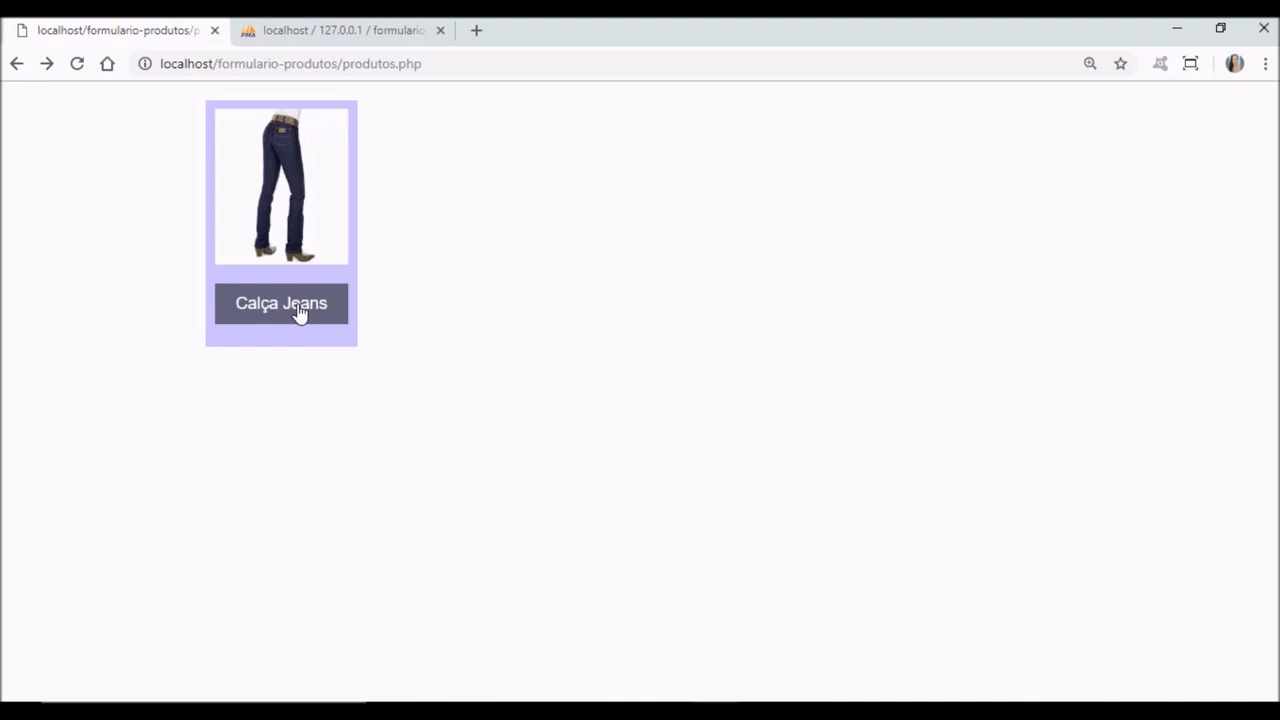 localhost/formulario-produtos/p
localhost / 127.0.0.1 / formulario
localhost/formulario-produtos/produtos.php
Calça Jeans